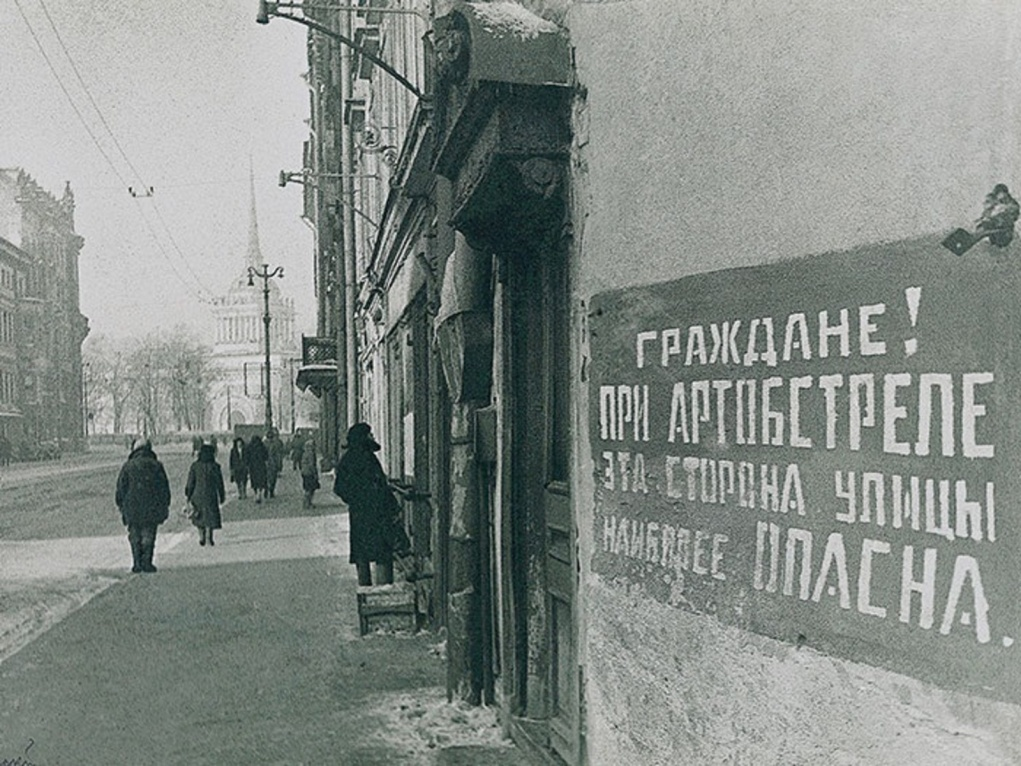 ГРАЖДАНЕ!
ПРИ АРТОБСТРЕЛЕ
ЭТА СТОРОНА УЛИЦЫ
НАИБОЛЕЕ ОПАСНА.